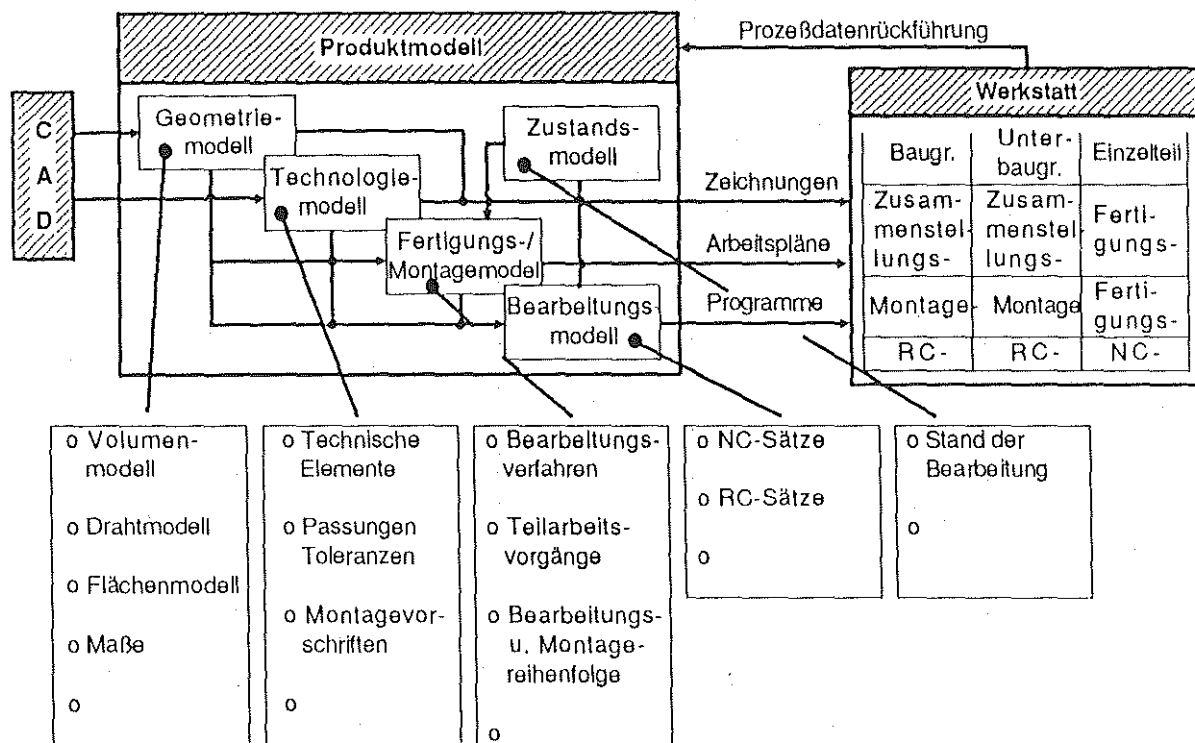 Prozeßdatenrückführung
Produktmodell
Werkstatt
C
A
D
Geometrie-
modell
Zustands-
modell
Technologie-
modell
Fertigungs-/
Montagemodel
Bearbeitungs
modell
Zeichnungen
Arbeitspläne
Programme
Baugr.
Unter-
baugr.
Einzelteil
Zusam-
menstel-
lungs-
Zusam-
menstel-
lungs-
Ferti-
gungs-
Montage-
Montage
Ferti-
gungs-
RC-
RC-
NC-
o Volumen-
modell
o Drahtmodell
o Flächenmodell
o Maße
o
o Technische
Elemente
o Passungen
Toleranzen
o Montagevor-
schriften
o
o Bearbeitungs-
verfahren
o Teilarbeits-
vorgänge
o Bearbeitungs-
u. Montage-
reihenfolge
o
o NC-Sätze
o RC-Sätze
o
o Stand der
Bearbeitung
o